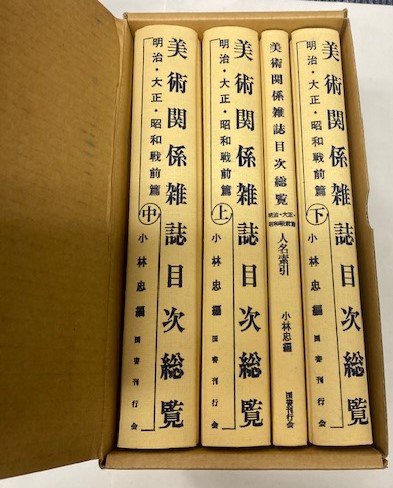 美術関係雑誌目次総覧
明治・大正・昭和戦前篇
中
小林忠編
国書刊行会
美術関係雑誌目次総覧
明治・大正・昭和戦前篇
上
小林忠編
国書刊行会
美術関係雑誌目次総覧
明治・大正・
昭和戦前篇
人名索引
小林忠編
国書刊行会
美術関係雑誌目次総覧
明治・大正・昭和戦前篇
下
小林忠編
国書刊行会